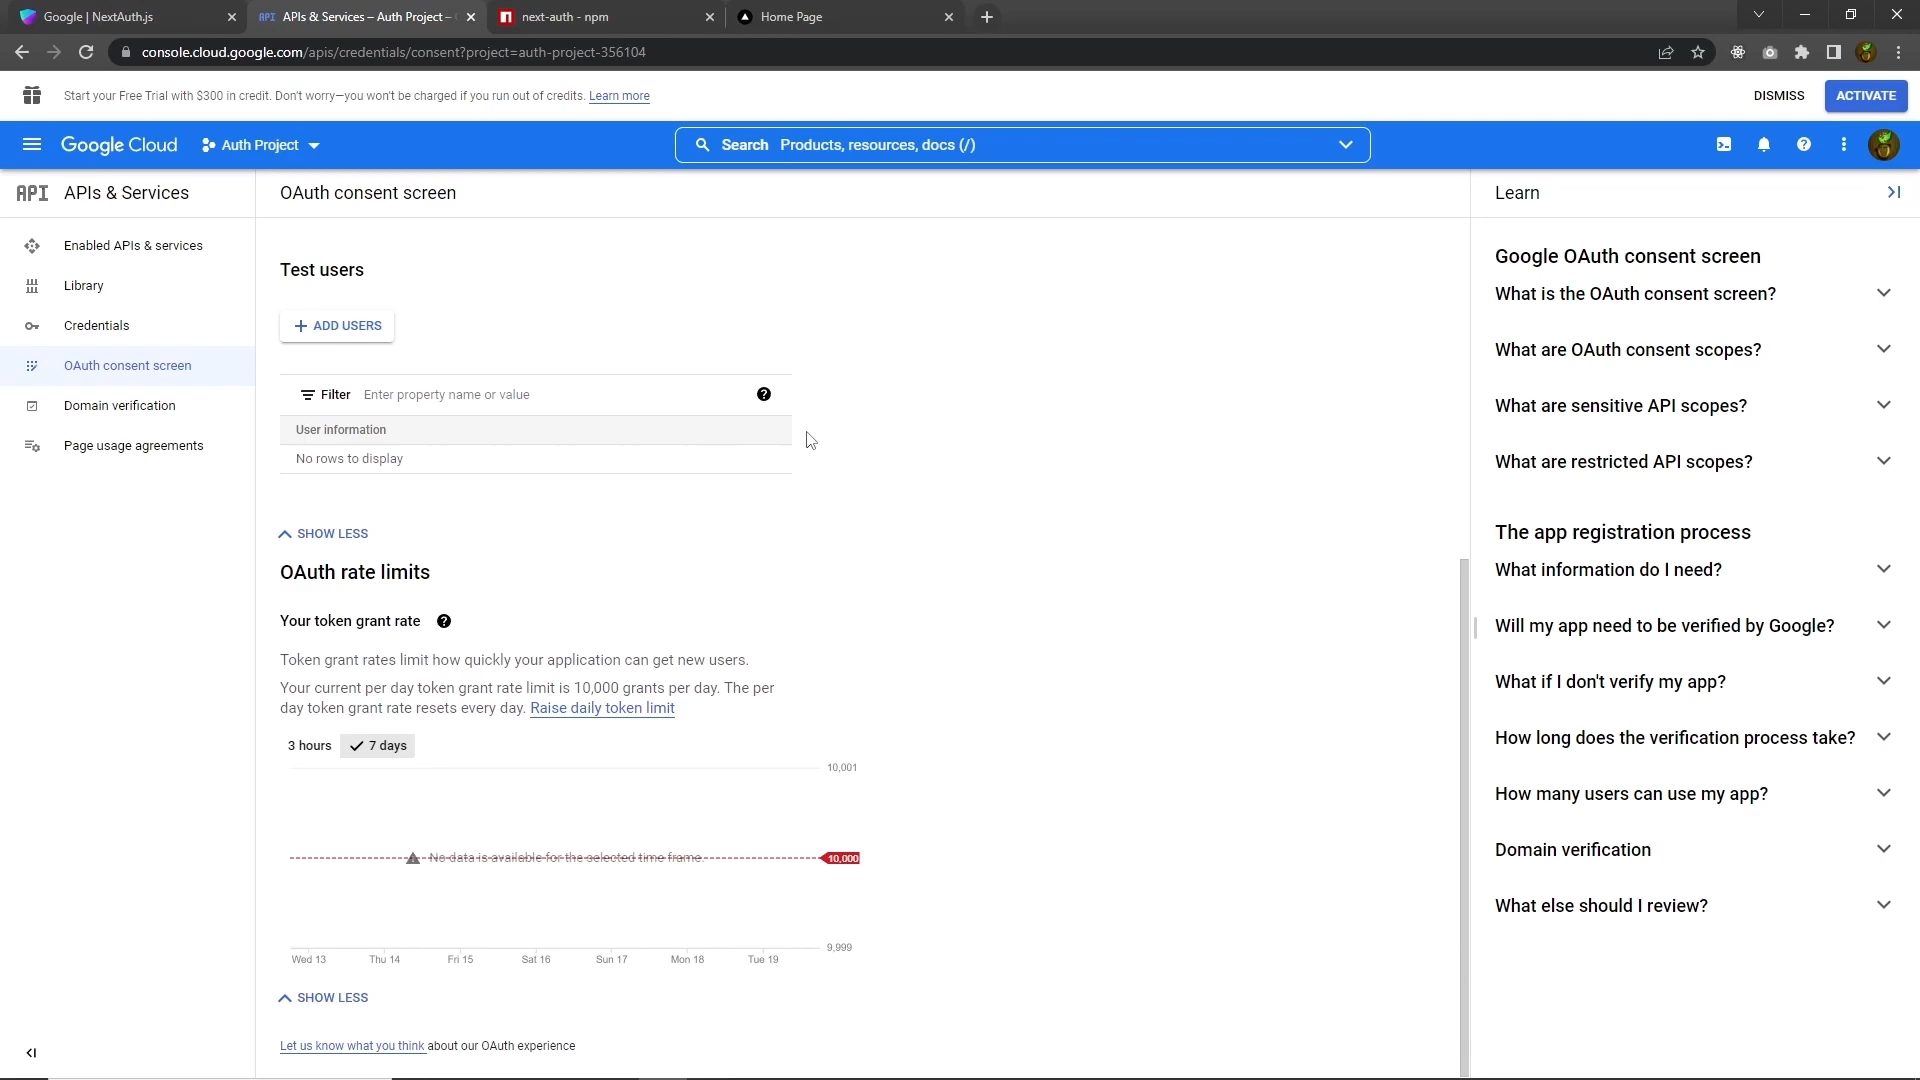 Google | NextAuth.js
API APIs & Services – Auth Project –
next-auth - npm
Home Page
console.cloud.google.com/apis/credentials/consent?project=auth-project-356104
Start your Free Trial with $300 in credit. Don't worry—you won't be charged if you run out of credits. Learn more
DISMISS
ACTIVATE
Google Cloud
Auth Project
Search Products, resources, docs (/)
API APIs & Services
Enabled APIs & services
Library
Credentials
OAuth consent screen
Domain verification
Page usage agreements
OAuth consent screen
Test users
+ ADD USERS
Filter Enter property name or value
User information
No rows to display
SHOW LESS
OAuth rate limits
Your token grant rate
Token grant rates limit how quickly your application can get new users.
Your current per day token grant rate limit is 10,000 grants per day. The per
day token grant rate resets every day. Raise daily token limit
3 hours 7 days
10,001
No data is available for the selected time frame.
10,000
9,999
Wed 13 Thu 14 Fri 15 Sat 16 Sun 17 Mon 18 Tue 19
SHOW LESS
Let us know what you think about our OAuth experience
Learn
Google OAuth consent screen
What is the OAuth consent screen?
What are OAuth consent scopes?
What are sensitive API scopes?
What are restricted API scopes?
The app registration process
What information do I need?
Will my app need to be verified by Google?
What if I don't verify my app?
How long does the verification process take?
How many users can use my app?
Domain verification
What else should I review?